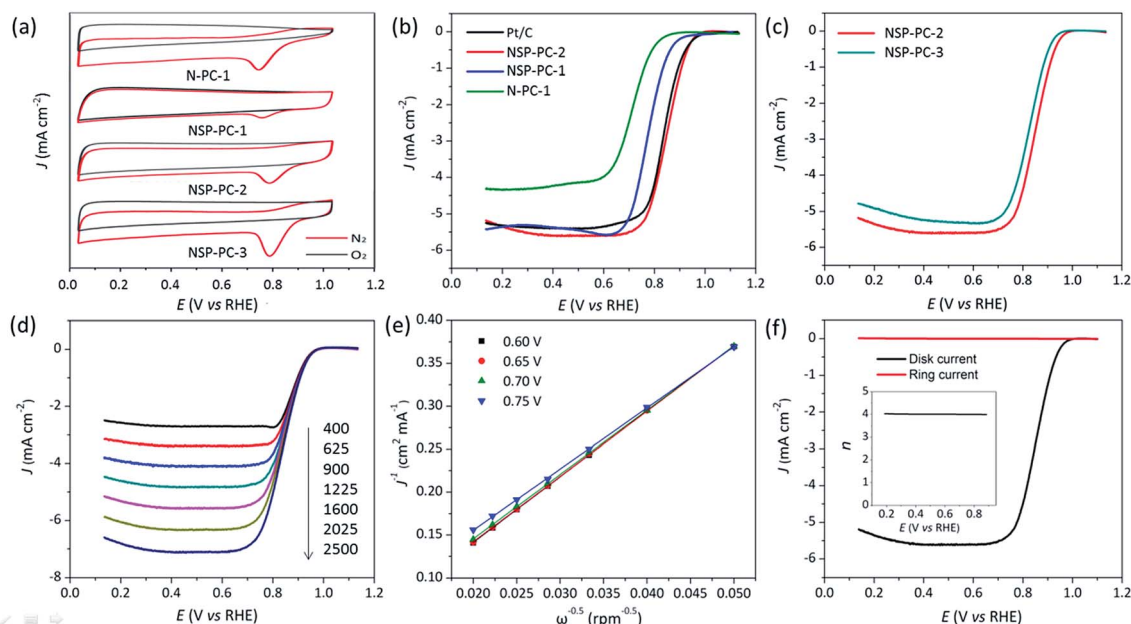 (a)
J (mA cm⁻²)
N-PC-1
NSP-PC-1
NSP-PC-2
NSP-PC-3
N₂
O₂
0.0 0.2 0.4 0.6 0.8 1.0 1.2
E (V vs RHE)
(b)
J (mA cm⁻²)
0
-1
-2
-3
-4
-5
-6
Pt/C
NSP-PC-2
NSP-PC-1
N-PC-1
0.0 0.2 0.4 0.6 0.8 1.0 1.2
E (V vs RHE)
(c)
J (mA cm⁻²)
0
-1
-2
-3
-4
-5
-6
NSP-PC-2
NSP-PC-3
0.0 0.2 0.4 0.6 0.8 1.0 1.2
E (V vs RHE)
(d)
J (mA cm⁻²)
0
-2
-4
-6
-8
400
625
900
1225
1600
2025
2500
0.0 0.2 0.4 0.6 0.8 1.0 1.2
E (V vs RHE)
(e)
j⁻¹ (cm² mA⁻¹)
0.40
0.35
0.30
0.25
0.20
0.15
0.10
0.60 V
0.65 V
0.70 V
0.75 V
0.020 0.025 0.030 0.035 0.040 0.045 0.050
ω⁻⁰·⁵ (rpm⁻⁰·⁵)
(f)
J (mA cm⁻²)
0
-1
-2
-3
-4
-5
-6
Disk current
Ring current
n
5
4
3
2
1
0
0.2 0.4 0.6 0.8
E (V vs RHE)
0.0 0.2 0.4 0.6 0.8 1.0 1.2
E (V vs RHE)